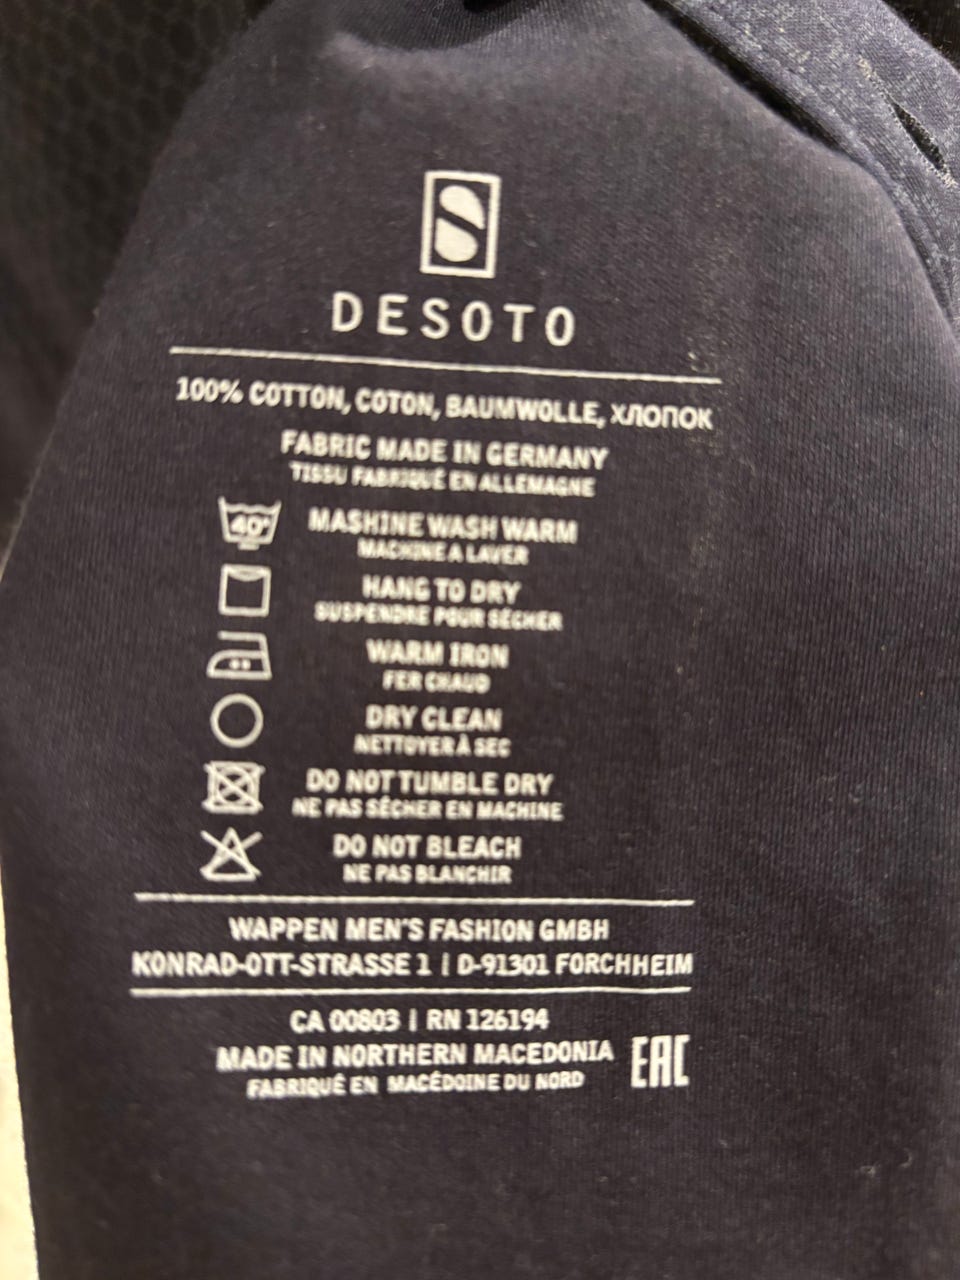 DESOTO
100% COTTON, COTON, BAUMWOLLE, ХЛОПОК
FABRIC MADE IN GERMANY
TISSU FABRIQUÉ EN ALLEMAGNE
40° MASHINE WASH WARM
MACHINE A LAVER
HANG TO DRY
SUSPENDRE POUR SÉCHER
WARM IRON
FER CHAUD
DRY CLEAN
NETTOYER À SEC
DO NOT TUMBLE DRY
NE PAS SÉCHER EN MACHINE
DO NOT BLEACH
NE PAS BLANCHIR
WAPPEN MEN'S FASHION GMBH
KONRAD-OTT-STRASSE 1 | D-91301 FORCHHEIM
CA 00803 | RN 126194
MADE IN NORTHERN MACEDONIA
FABRIQUÉ EN MACÉDOINE DU NORD
EAC